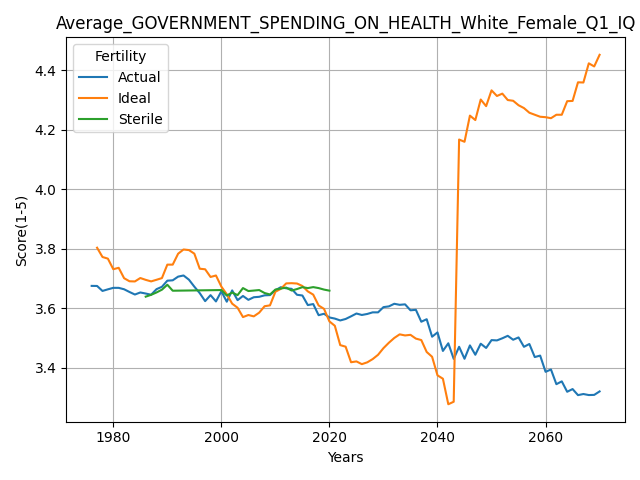 Average_GOVERNMENT_SPENDING_ON_HEALTH_White_Female_Q1_IQ
Fertility
Actual
Ideal
Sterile
Score(1-5)
4.4
4.2
4.0
3.8
3.6
3.4
1980 2000 2020 2040 2060
Years